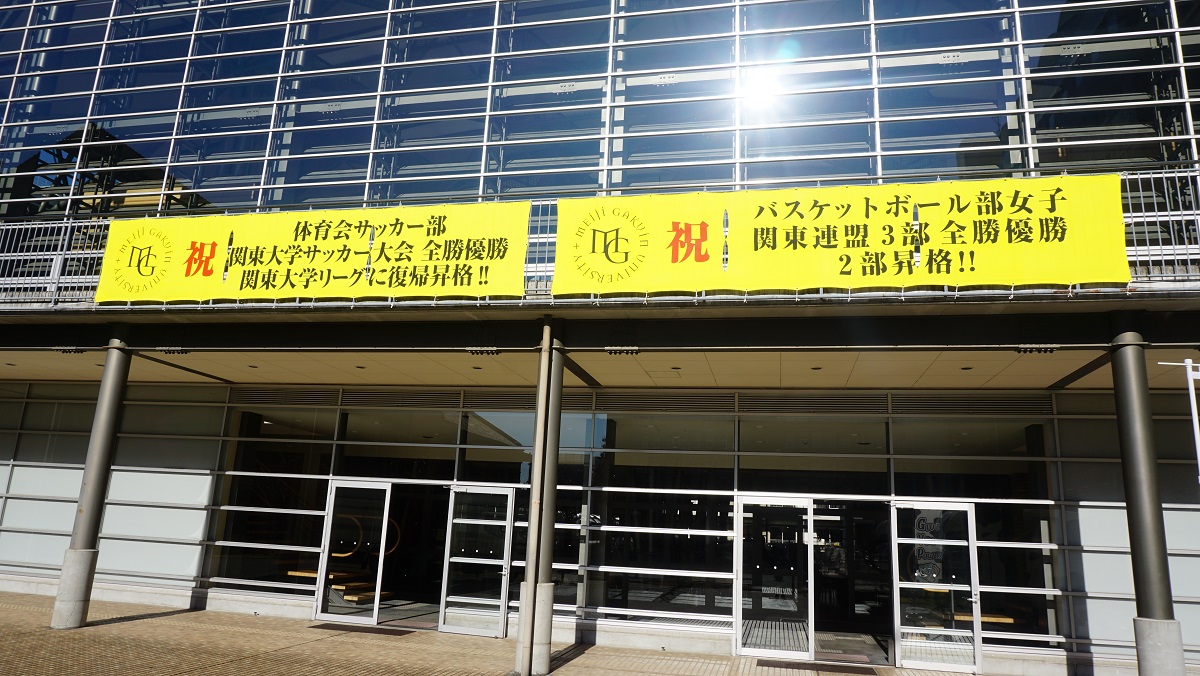 MEIJI GAKUIN UNIVERSITY
MG
祝
体育会サッカー部
関東大学サッカー大会 全勝優勝
関東大学リーグに復帰昇格!!
MEIJI GAKUIN UNIVERSITY
MG
祝
バスケットボール部女子
関東連盟 3部 全勝優勝
2部昇格!!